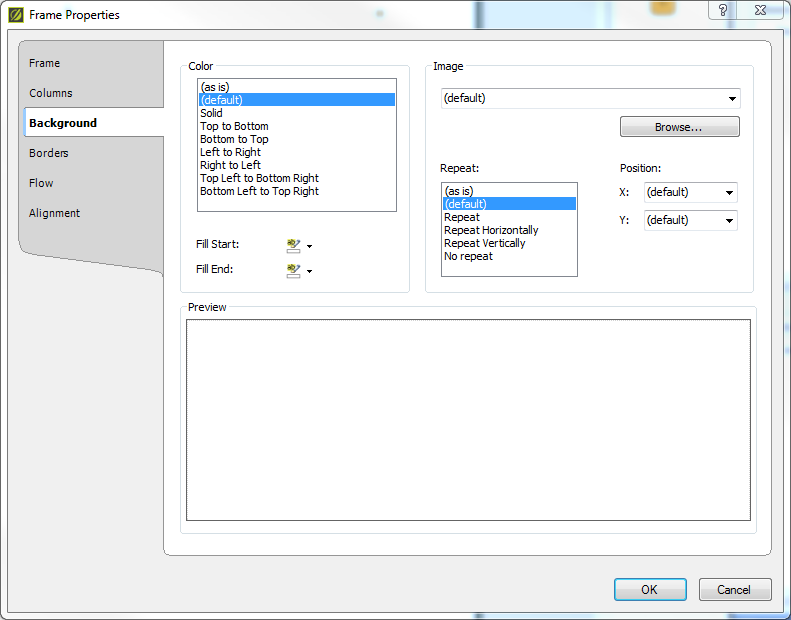 Frame Properties
?
Frame
Columns
Background
Borders
Flow
Alignment
Color
(as is)
(default)
Solid
Top to Bottom
Bottom to Top
Left to Right
Right to Left
Top Left to Bottom Right
Bottom Left to Top Right
Fill Start:
Fill End:
Image
(default)
Browse...
Repeat:
(as is)
(default)
Repeat
Repeat Horizontally
Repeat Vertically
No repeat
Position:
X: (default)
Y: (default)
Preview
OK
Cancel